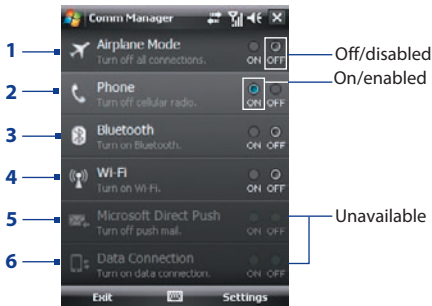 Comm Manager
1
Airplane Mode
Turn off all connections.
ON OFF
Off/disabled
On/enabled
2
Phone
Turn off cellular radio.
ON OFF
3
Bluetooth
Turn on Bluetooth.
ON OFF
4
Wi-Fi
Turn on Wi-Fi.
ON OFF
5
Microsoft Direct Push
Turn off push mail.
ON OFF
Unavailable
6
Data Connection
Turn on data connection.
ON OFF
Exit Settings